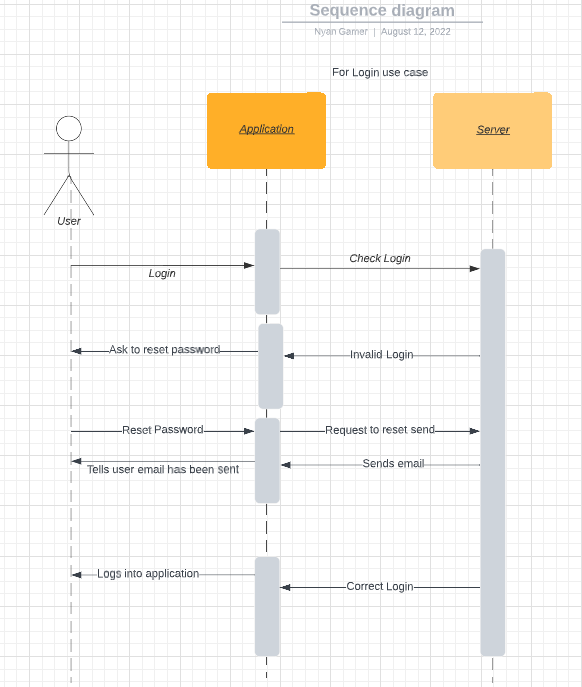 Sequence diagram
Nyan Gamer | August 12, 2022
For Login use case
Application
Server
User
Check Login
Login
Ask to reset password
Invalid Login
Reset Password
Request to reset send
Tells user email has been sent
Sends email
Logs into application
Correct Login